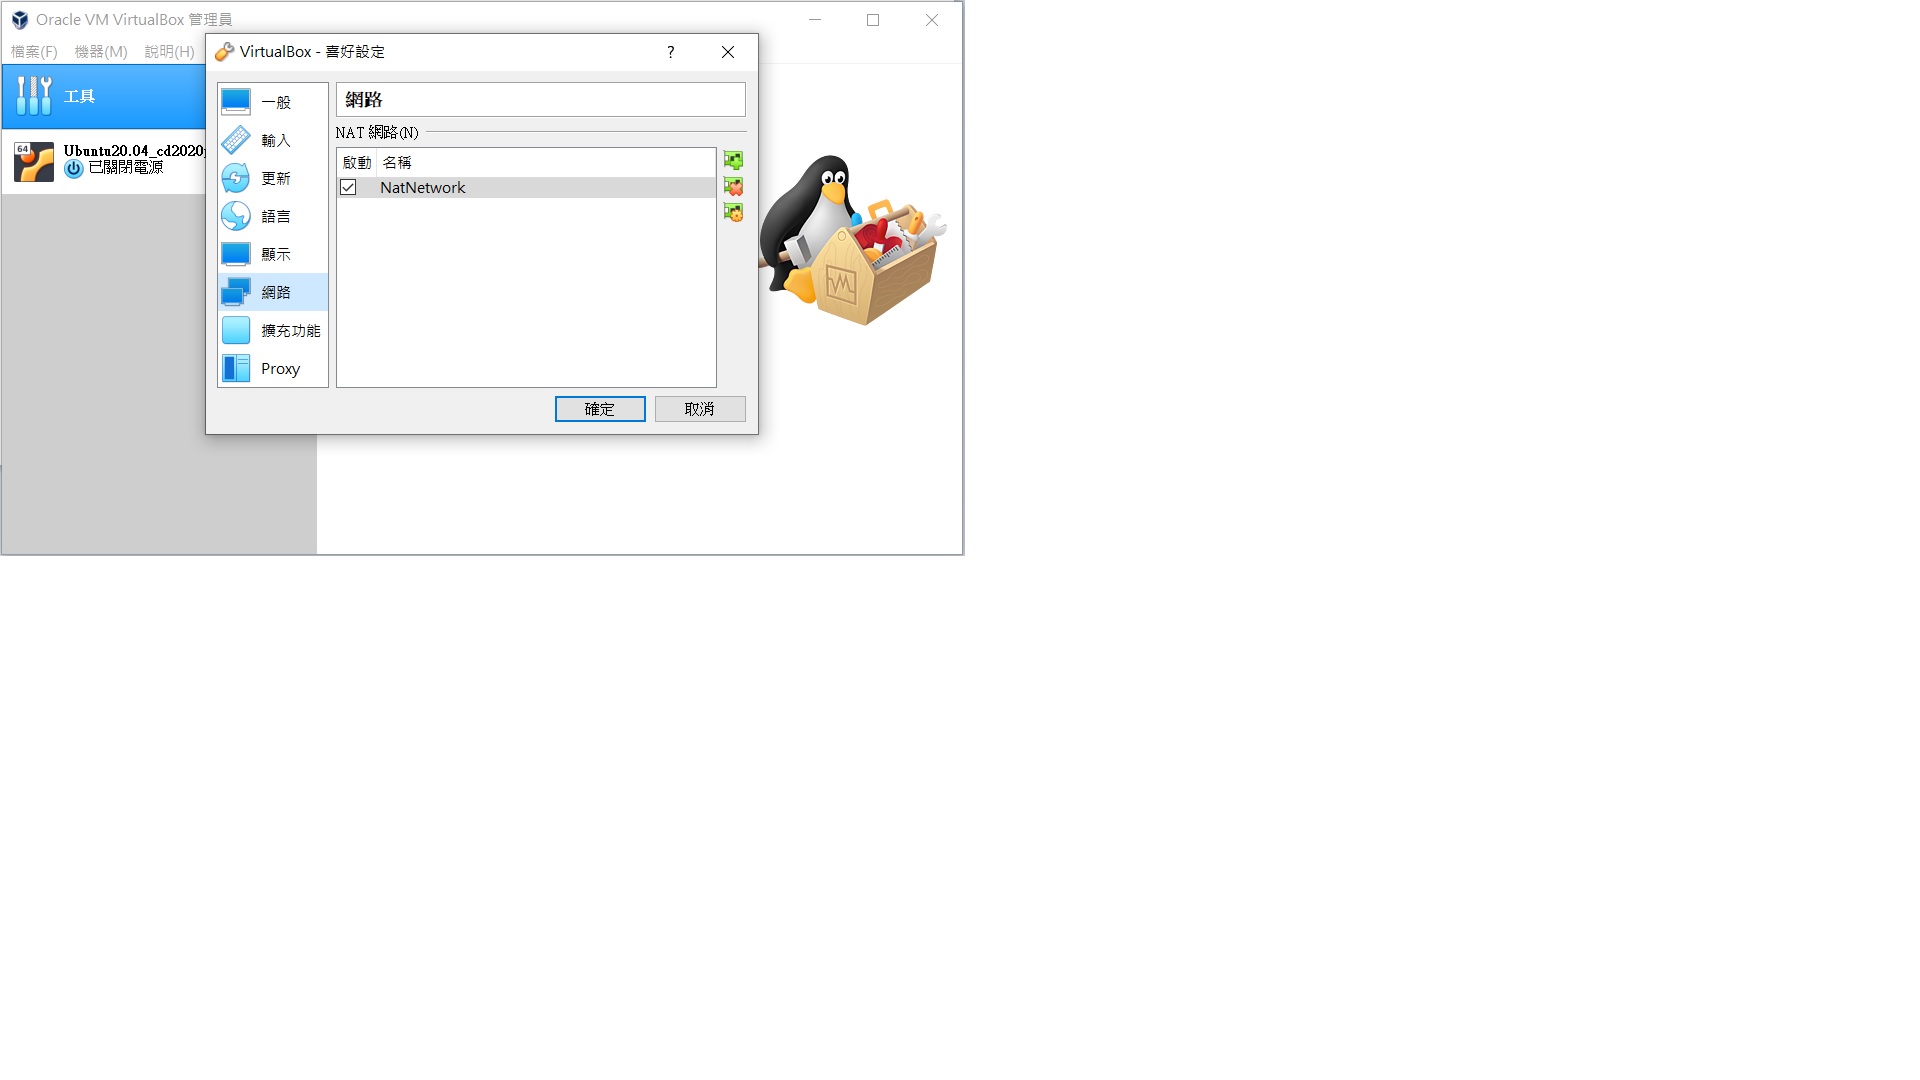 Oracle VM VirtualBox 管理員
檔案(F) 機器(M) 說明(H)
VirtualBox - 喜好設定
?
工具
64
Ubuntu20.04_cd2020p
已關閉電源
一般
輸入
更新
語言
顯示
網路
擴充功能
Proxy
網路
NAT 網路(N)
啟動 名稱
NatNetwork
確定 取消